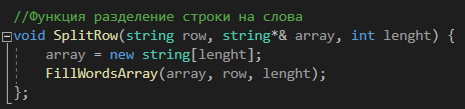 //Функция разделение строки на слова
void SplitRow(string row, string*& array, int lenght) {
    array = new string[lenght];
    FillWordsArray(array, row, lenght);
};